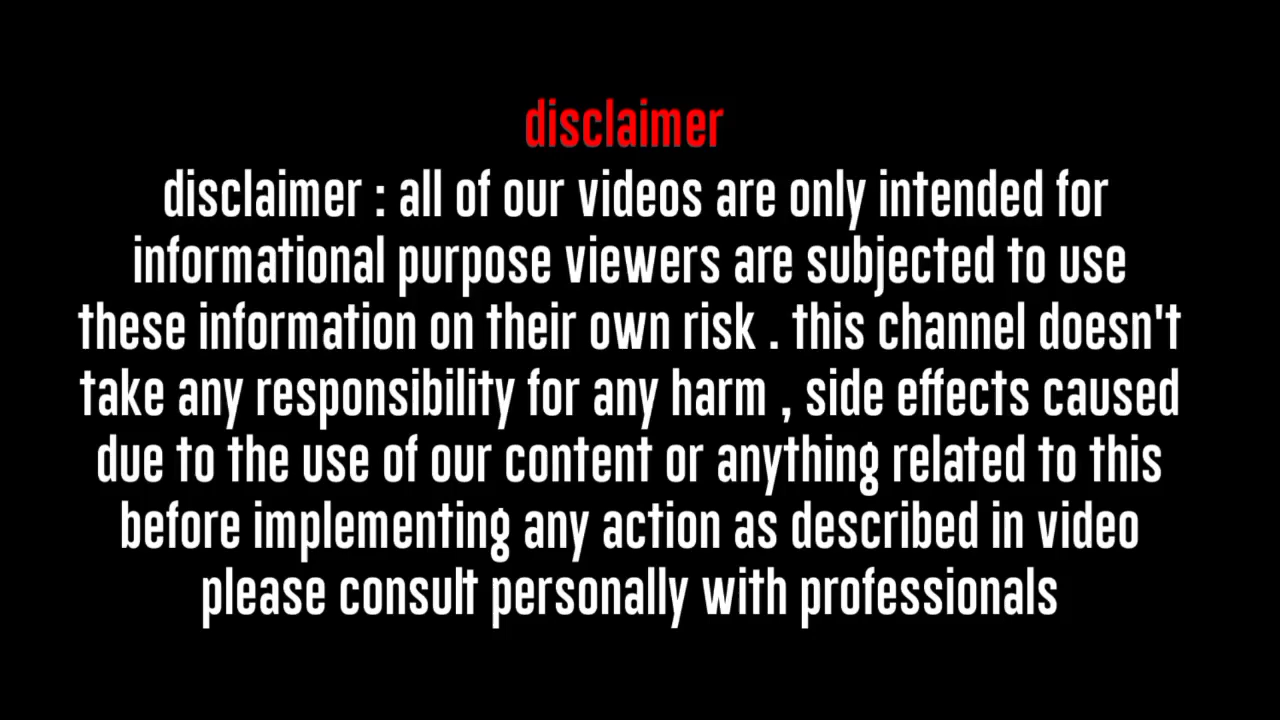 disclaimer
disclaimer : all of our videos are only intended for
informational purpose viewers are subjected to use
these information on their own risk . this channel doesn't
take any responsibility for any harm , side effects caused
due to the use of our content or anything related to this
before implementing any action as described in video
please consult personally with professionals